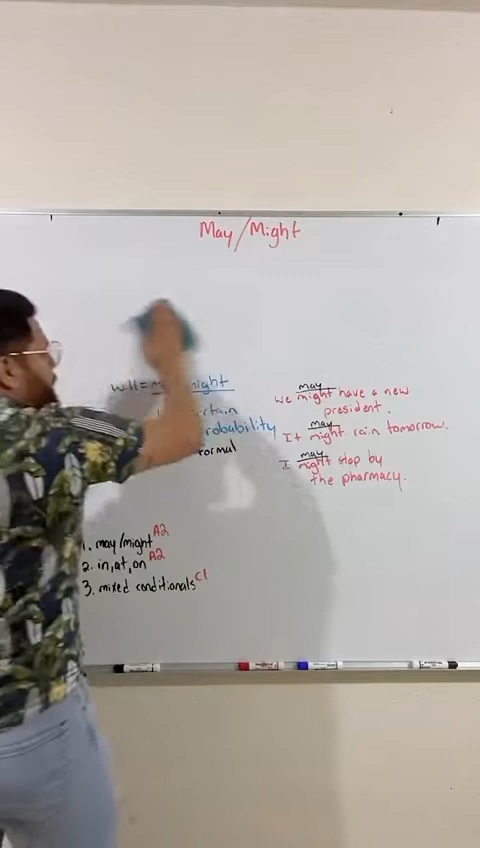 May/Might
will=        might
certain
probability
formal
may
we might have a new
president.
may
It might rain tomorrow.
may
I might stop by
the pharmacy.
1. may/might A2
2. in, at, on A2
3. mixed conditionals C1